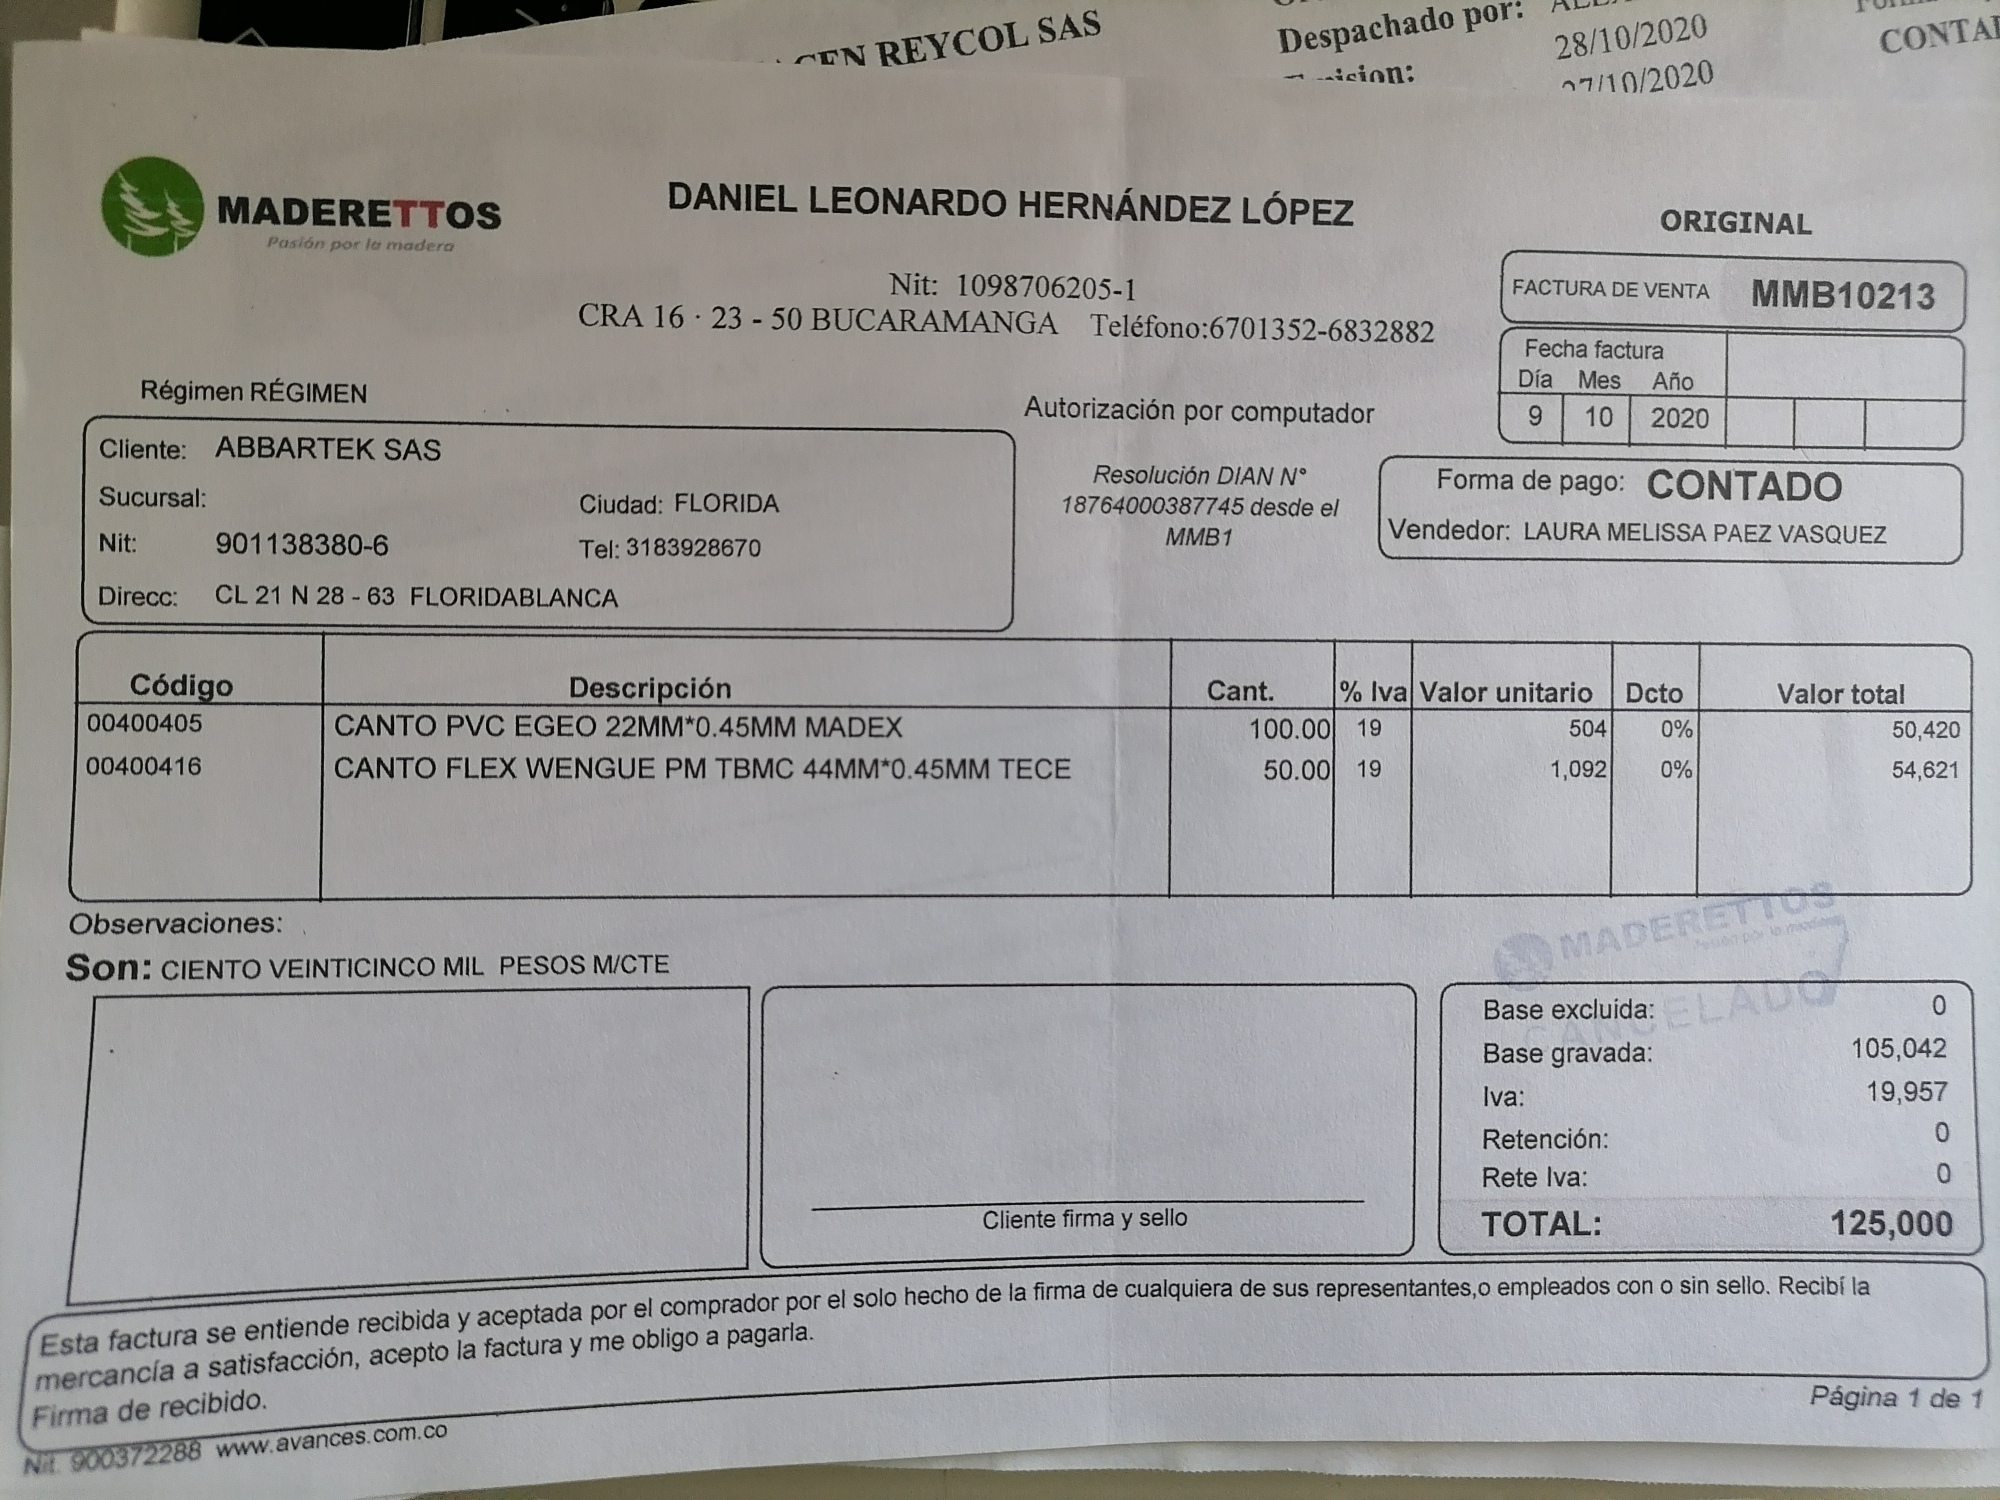 REYCOL SAS
Despachado por:
28/10/2020
27/10/2020
MADERETTOS
Pasión por la madera
DANIEL LEONARDO HERNÁNDEZ LÓPEZ
ORIGINAL
Nit: 1098706205-1
CRA 16 · 23 - 50 BUCARAMANGA Teléfono:6701352-6832882
FACTURA DE VENTA MMB10213
Fecha factura
Día Mes Año
9 10 2020
Régimen RÉGIMEN
Autorización por computador
Cliente: ABBARTEK SAS
Sucursal:
Ciudad: FLORIDA
Nit: 901138380-6
Tel: 3183928670
Direcc: CL 21 N 28 - 63 FLORIDABLANCA
Resolución DIAN N°
18764000387745 desde el
MMB1
Forma de pago: CONTADO
Vendedor: LAURA MELISSA PAEZ VASQUEZ
Código Descripción Cant. % Iva Valor unitario Dcto Valor total
00400405 CANTO PVC EGEO 22MM*0.45MM MADEX 100.00 19 504 0% 50,420
00400416 CANTO FLEX WENGUE PM TBMC 44MM*0.45MM TECE 50.00 19 1,092 0% 54,621
Observaciones:
MADERETTOS
CANCELADO
Son: CIENTO VEINTICINCO MIL PESOS M/CTE
Cliente firma y sello
Base excluida: 0
Base gravada: 105,042
Iva: 19,957
Retención: 0
Rete Iva: 0
TOTAL: 125,000
Esta factura se entiende recibida y aceptada por el comprador por el solo hecho de la firma de cualquiera de sus representantes,o empleados con o sin sello. Recibí la
mercancía a satisfacción, acepto la factura y me obligo a pagarla.
Firma de recibido.
Página 1 de 1
Nit. 900372288 www.avances.com.co